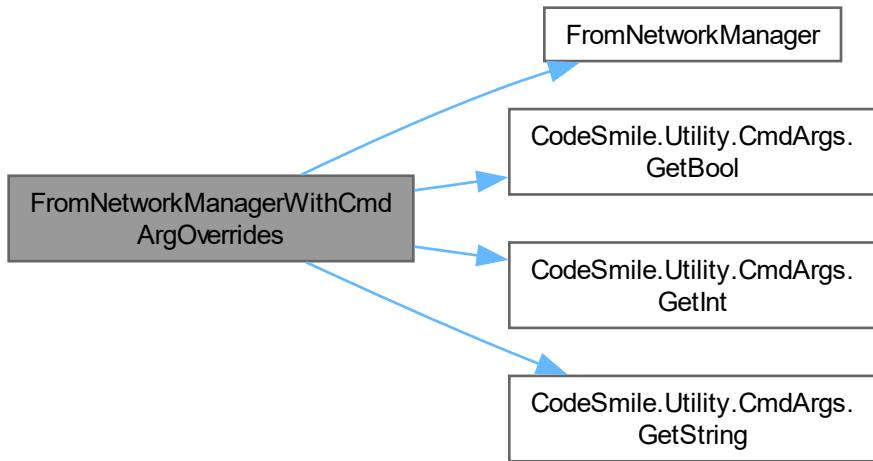 FromNetworkManager
CodeSmile.Utility.CmdArgs.
GetBool
FromNetworkManagerWithCmd
ArgOverrides
CodeSmile.Utility.CmdArgs.
GetInt
CodeSmile.Utility.CmdArgs.
GetString